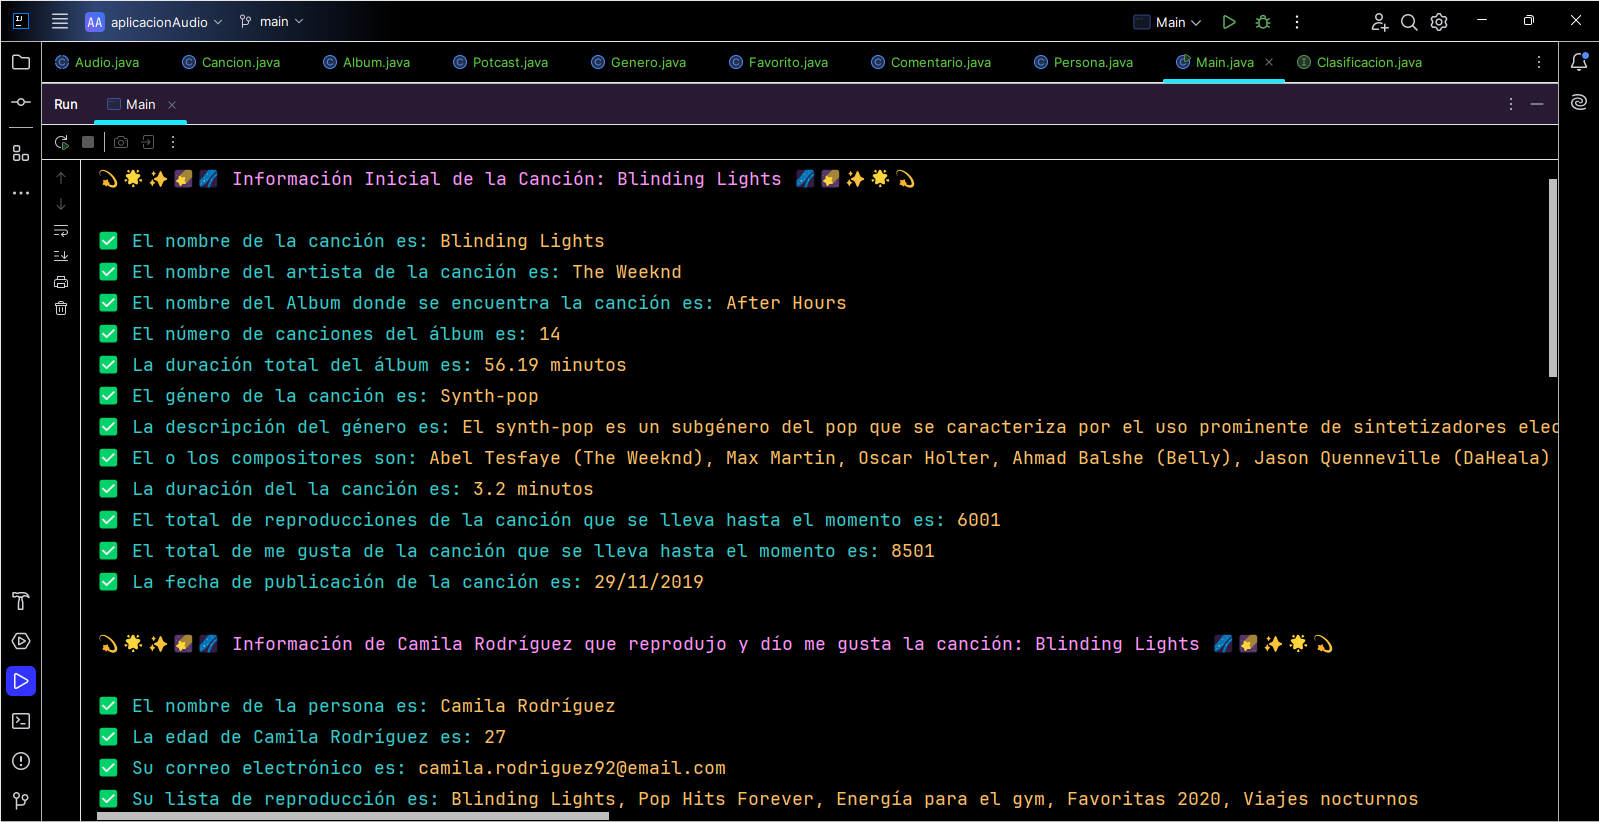 AA aplicacionAudio main Main
Audio.java Cancion.java Album.java Potcast.java Genero.java Favorito.java Comentario.java Persona.java Main.java Clasificacion.java
Run Main
Información Inicial de la Canción: Blinding Lights
El nombre de la canción es: Blinding Lights
El nombre del artista de la canción es: The Weeknd
El nombre del Album donde se encuentra la canción es: After Hours
El número de canciones del álbum es: 14
La duración total del álbum es: 56.19 minutos
El género de la canción es: Synth-pop
La descripción del género es: El synth-pop es un subgénero del pop que se caracteriza por el uso prominente de sintetizadores elec
El o los compositores son: Abel Tesfaye (The Weeknd), Max Martin, Oscar Holter, Ahmad Balshe (Belly), Jason Quenneville (DaHeala)
La duración del la canción es: 3.2 minutos
El total de reproducciones de la canción que se lleva hasta el momento es: 6001
El total de me gusta de la canción que se lleva hasta el momento es: 8501
La fecha de publicación de la canción es: 29/11/2019
Información de Camila Rodríguez que reprodujo y dío me gusta la canción: Blinding Lights
El nombre de la persona es: Camila Rodríguez
La edad de Camila Rodríguez es: 27
Su correo electrónico es: camila.rodriguez92@email.com
Su lista de reproducción es: Blinding Lights, Pop Hits Forever, Energía para el gym, Favoritas 2020, Viajes nocturnos